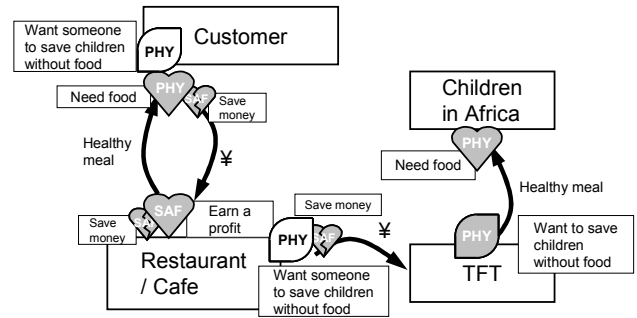 Want someone
to save children
without food
PHY
Customer
Need food
PHY
SAF
Save
money
Healthy
meal
¥
Children
in Africa
PHY
Need food
Healthy meal
Save
money
SAF
SAF
Earn a
profit
Restaurant
/ Cafe
Save money
PHY
SAF
Want someone
to save children
without food
¥
PHY
TFT
Want to save
children
without food